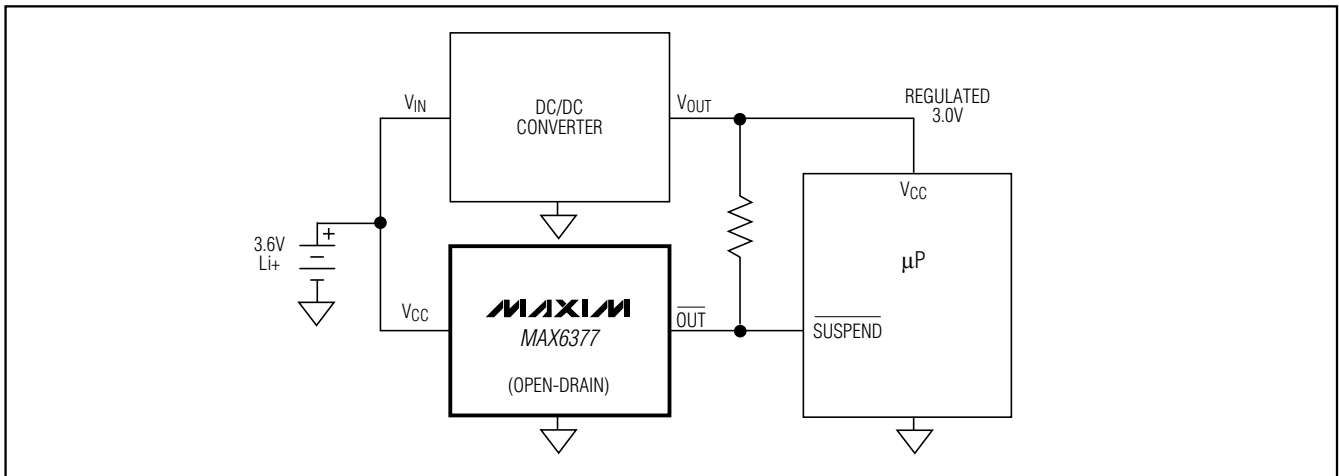 VIN
DC/DC
CONVERTER
VOUT
REGULATED
3.0V
VCC
μP
3.6V
Li+
+
VCC
MAXIM
MAX6377
(OPEN-DRAIN)
OUT
SUSPEND